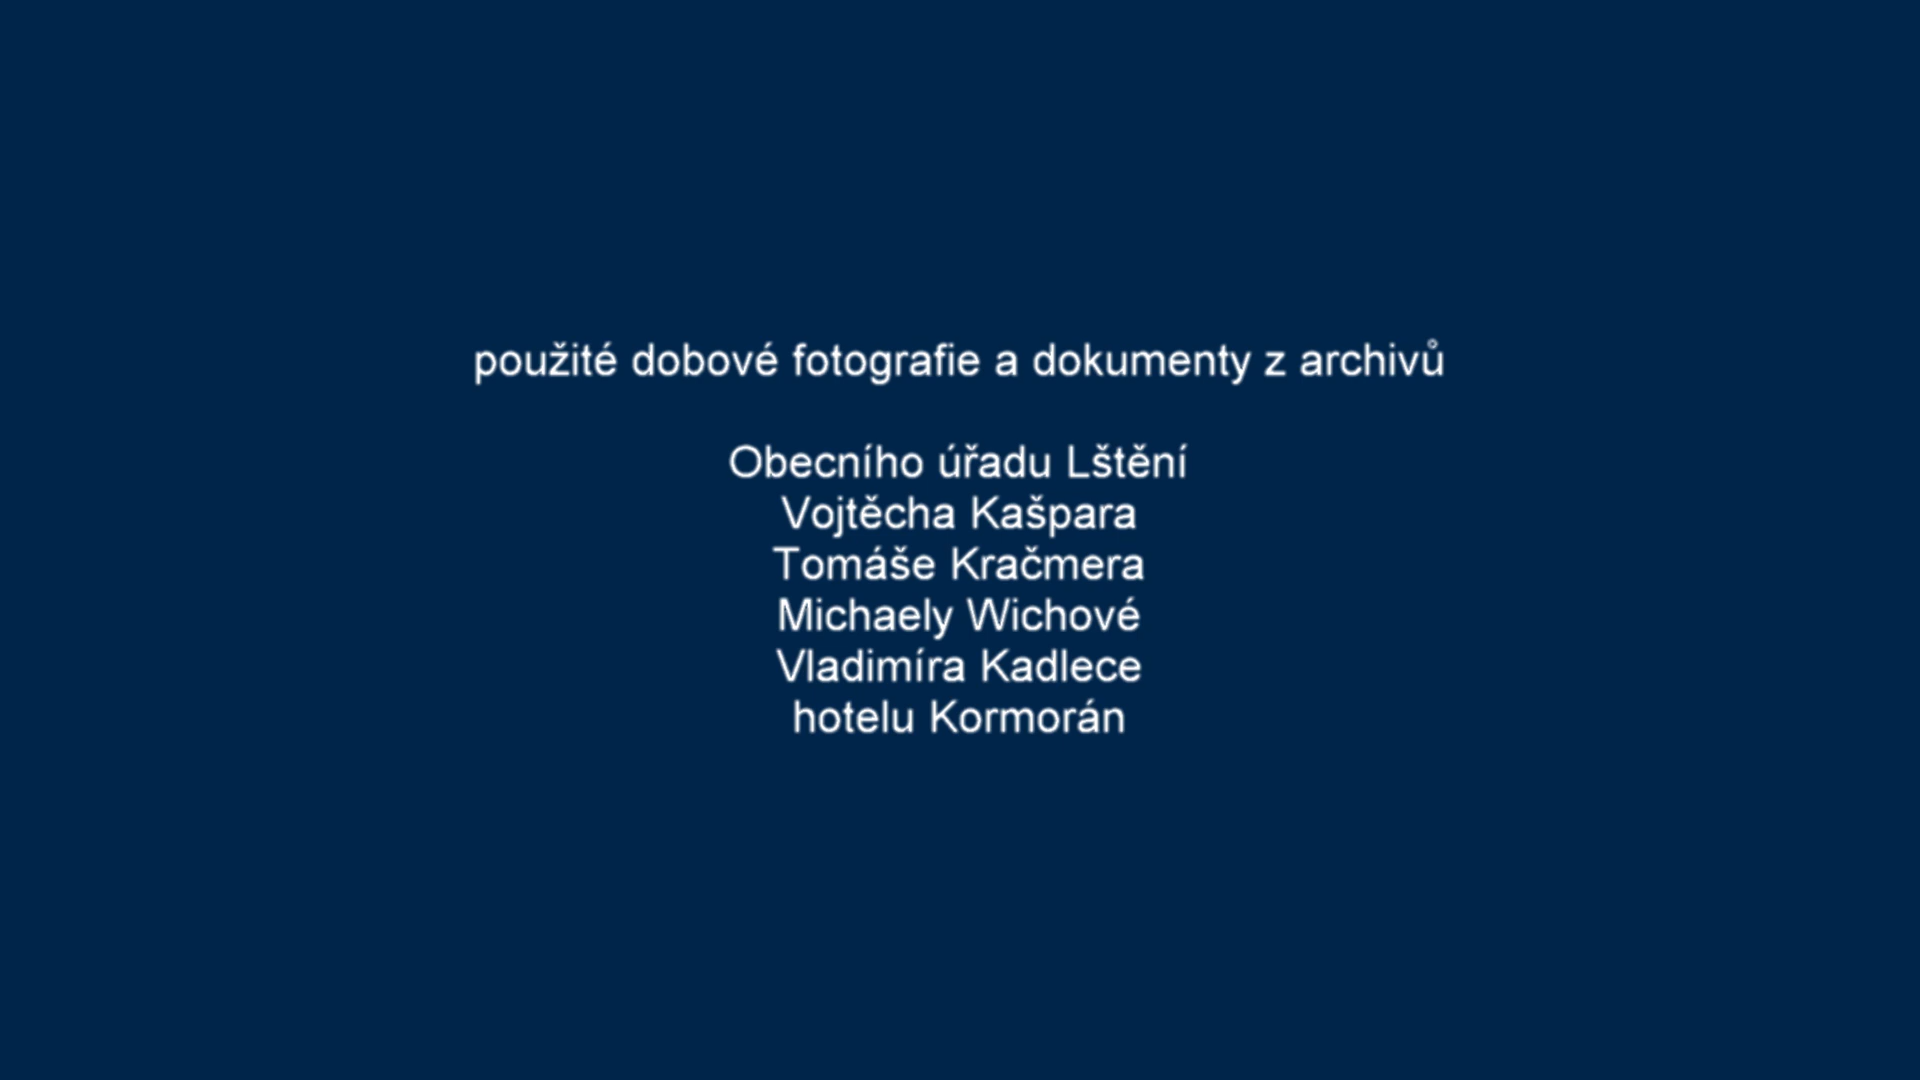 použité dobové fotografie a dokumenty z archivů
Obecního úřadu Lštění
Vojtěcha Kašpara
Tomáše Kračmera
Michaely Wichové
Vladimíra Kadlece
hotelu Kormorán